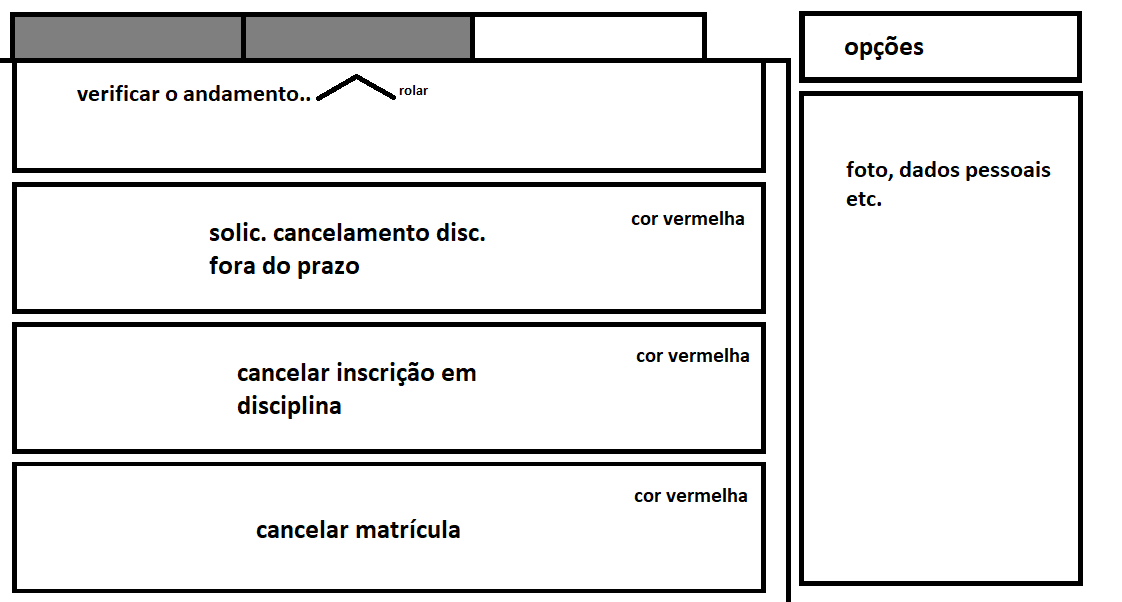 opções
verificar o andamento..
rolar
foto, dados pessoais
etc.
cor vermelha
solic. cancelamento disc.
fora do prazo
cor vermelha
cancelar inscrição em
disciplina
cor vermelha
cancelar matrícula